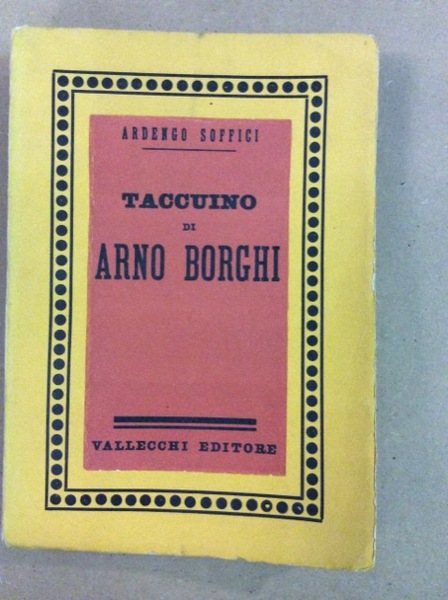 ARDENGO SOFFICI
TACCUINO
DI
ARNO BORGHI
VALLECCHI EDITORE